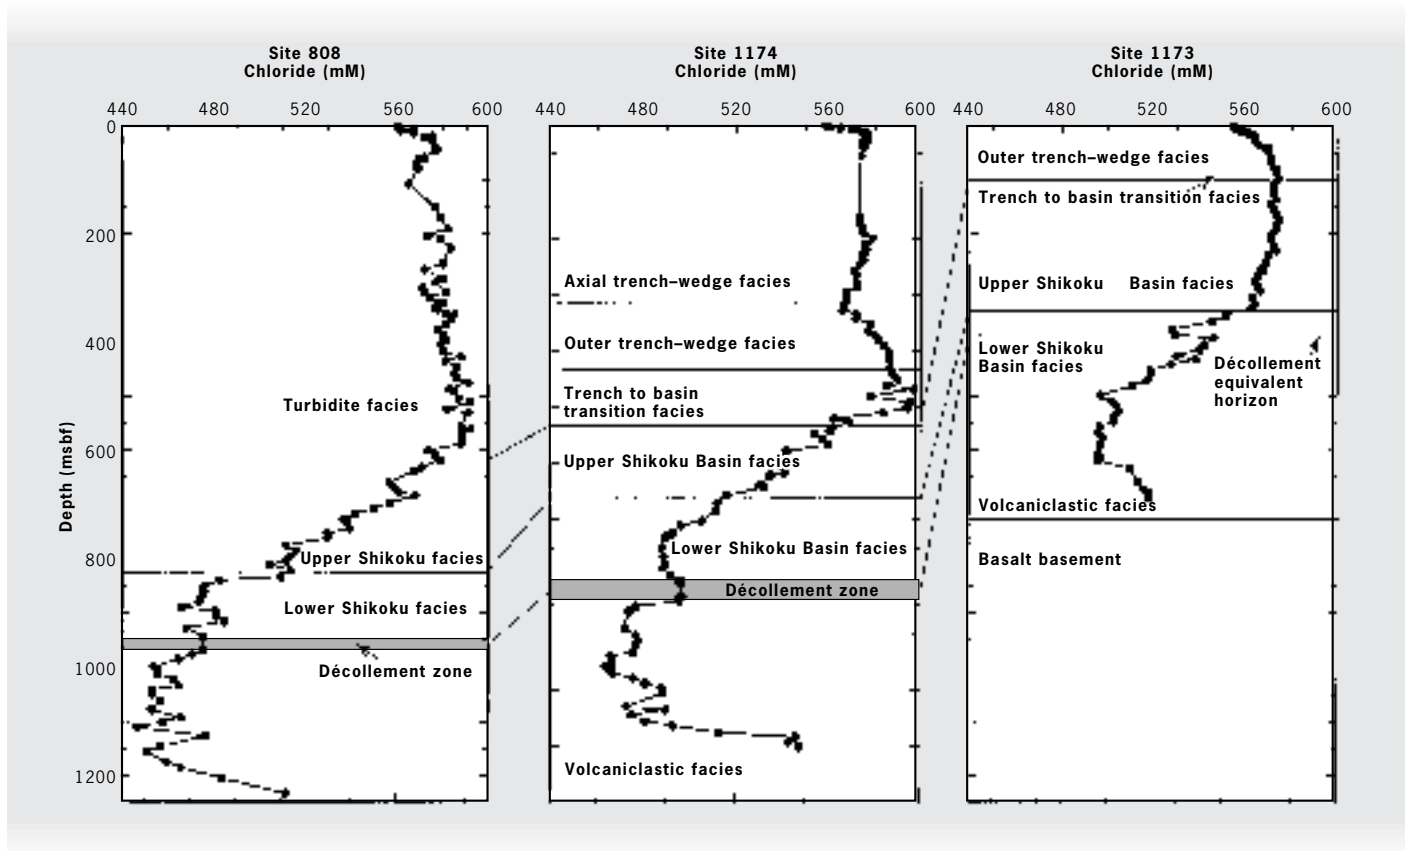 Site 808
Chloride (mM)
Site 1174
Chloride (mM)
Site 1173
Chloride (mM)
440 480 520 560 600
440 480 520 560 600
440 480 520 560 600
Depth (msbf)
0
200
400
600
800
1000
1200
Turbidite facies
Upper Shikoku facies
Lower Shikoku facies
Décollement zone
Axial trench–wedge facies
Outer trench–wedge facies
Trench to basin
transition facies
Upper Shikoku Basin facies
Lower Shikoku Basin facies
Décollement zone
Volcaniclastic facies
Outer trench–wedge facies
Trench to basin transition facies
Upper Shikoku Basin facies
Lower Shikoku
Basin facies
Décollement
equivalent
horizon
Volcaniclastic facies
Basalt basement